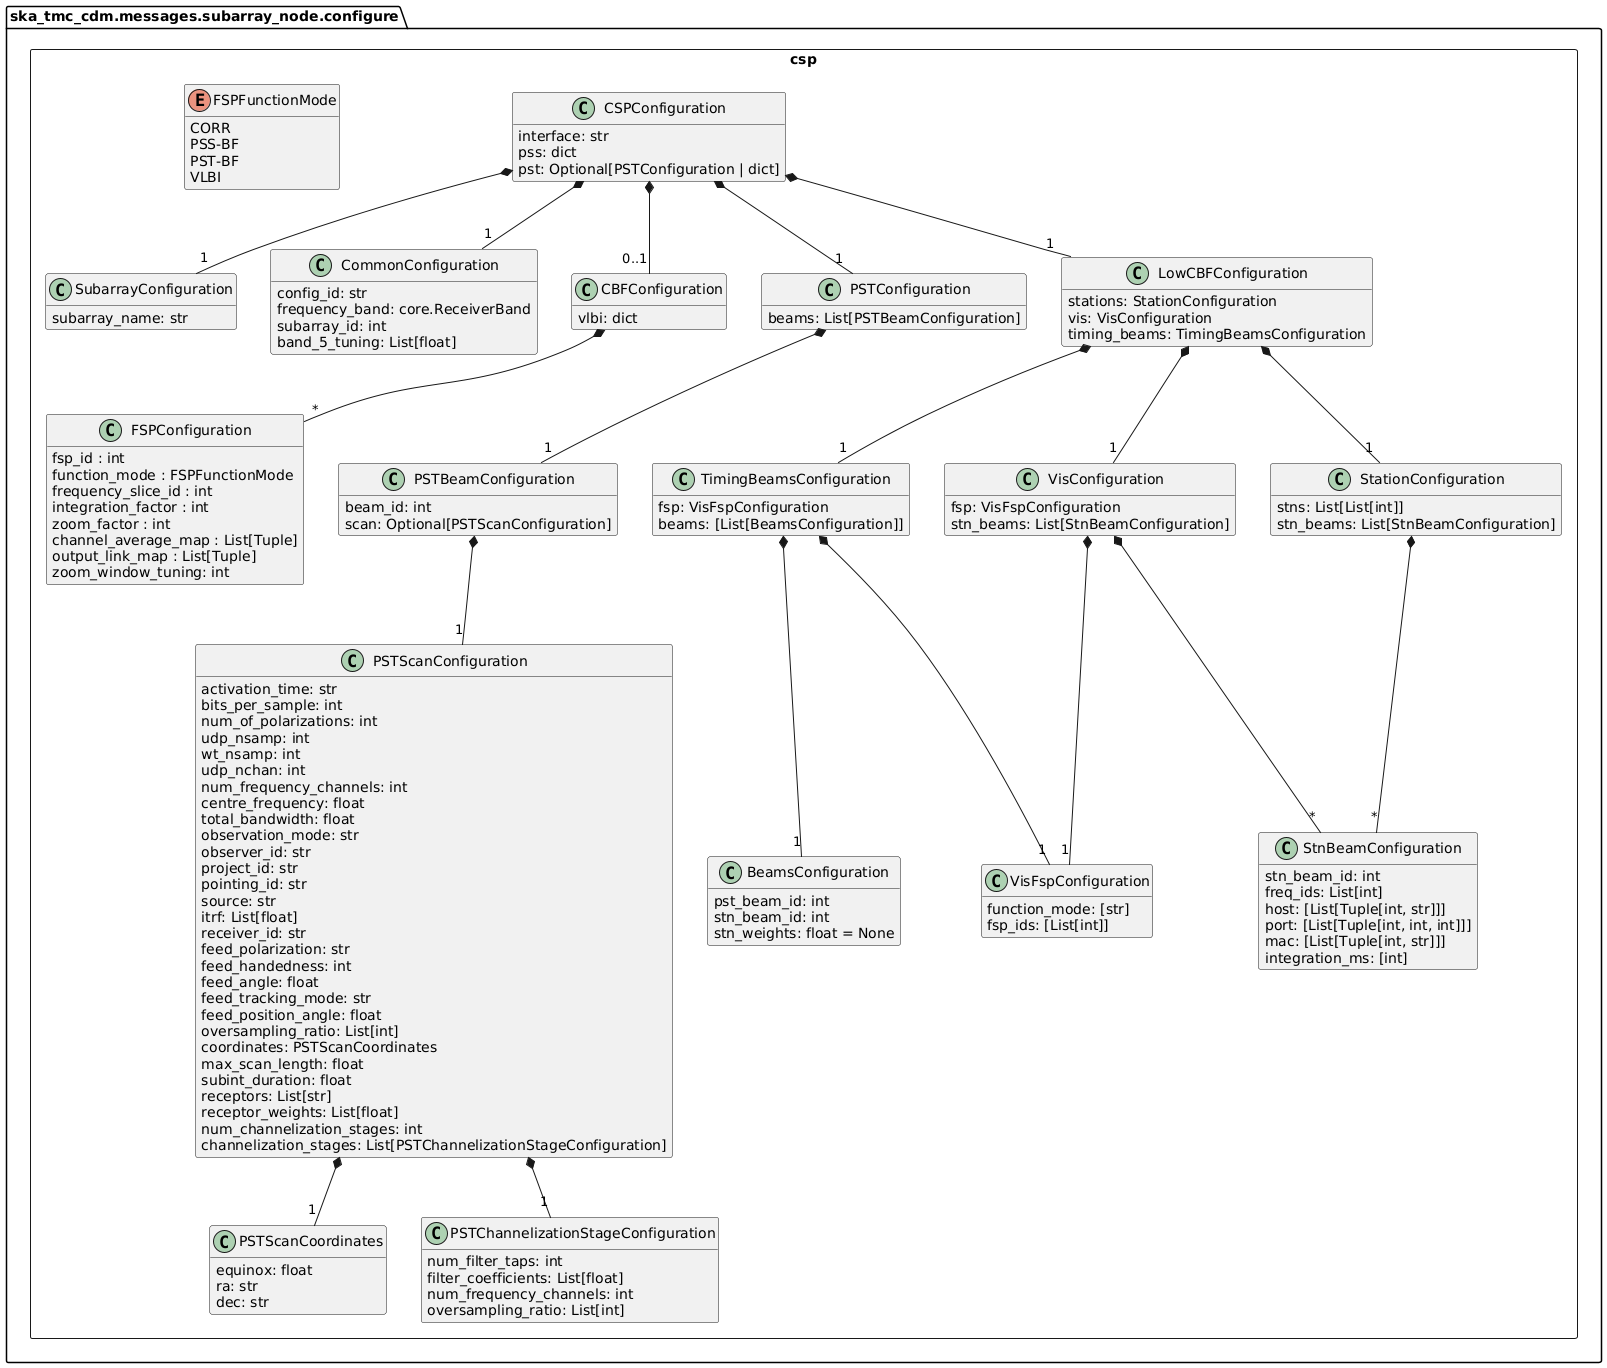 ska_tmc_cdm.messages.subarray_node.configure
csp
E
FSPFunctionMode
CORR
PSS-BF
PST-BF
VLBI
C
CSPConfiguration
interface: str
pss: dict
pst: Optional[PSTConfiguration | dict]
1
1
0..1
1
1
C
SubarrayConfiguration
subarray_name: str
C
CommonConfiguration
config_id: str
frequency_band: core.ReceiverBand
subarray_id: int
band_5_tuning: List[float]
C
CBFConfiguration
vlbi: dict
C
PSTConfiguration
beams: List[PSTBeamConfiguration]
C
LowCBFConfiguration
stations: StationConfiguration
vis: VisConfiguration
timing_beams: TimingBeamsConfiguration
*
1
1
1
1
C
FSPConfiguration
fsp_id : int
function_mode : FSPFunctionMode
frequency_slice_id : int
integration_factor : int
zoom_factor : int
channel_average_map : List[Tuple]
output_link_map : List[Tuple]
zoom_window_tuning: int
C
PSTBeamConfiguration
beam_id: int
scan: Optional[PSTScanConfiguration]
C
TimingBeamsConfiguration
fsp: VisFspConfiguration
beams: [List[BeamsConfiguration]]
C
VisConfiguration
fsp: VisFspConfiguration
stn_beams: List[StnBeamConfiguration]
C
StationConfiguration
stns: List[List[int]]
stn_beams: List[StnBeamConfiguration]
1
C
PSTScanConfiguration
activation_time: str
bits_per_sample: int
num_of_polarizations: int
udp_nsamp: int
wt_nsamp: int
udp_nchan: int
num_frequency_channels: int
centre_frequency: float
total_bandwidth: float
observation_mode: str
observer_id: str
project_id: str
pointing_id: str
source: str
itrf: List[float]
receiver_id: str
feed_polarization: str
feed_handedness: int
feed_angle: float
feed_tracking_mode: str
feed_position_angle: float
oversampling_ratio: List[int]
coordinates: PSTScanCoordinates
max_scan_length: float
subint_duration: float
receptors: List[str]
receptor_weights: List[float]
num_channelization_stages: int
channelization_stages: List[PSTChannelizationStageConfiguration]
1
1
1
*
*
C
BeamsConfiguration
pst_beam_id: int
stn_beam_id: int
stn_weights: float = None
C
VisFspConfiguration
function_mode: [str]
fsp_ids: [List[int]]
C
StnBeamConfiguration
stn_beam_id: int
freq_ids: List[int]
host: [List[Tuple[int, str]]]
port: [List[Tuple[int, int, int]]]
mac: [List[Tuple[int, str]]]
integration_ms: [int]
1
1
C
PSTScanCoordinates
equinox: float
ra: str
dec: str
C
PSTChannelizationStageConfiguration
num_filter_taps: int
filter_coefficients: List[float]
num_frequency_channels: int
oversampling_ratio: List[int]